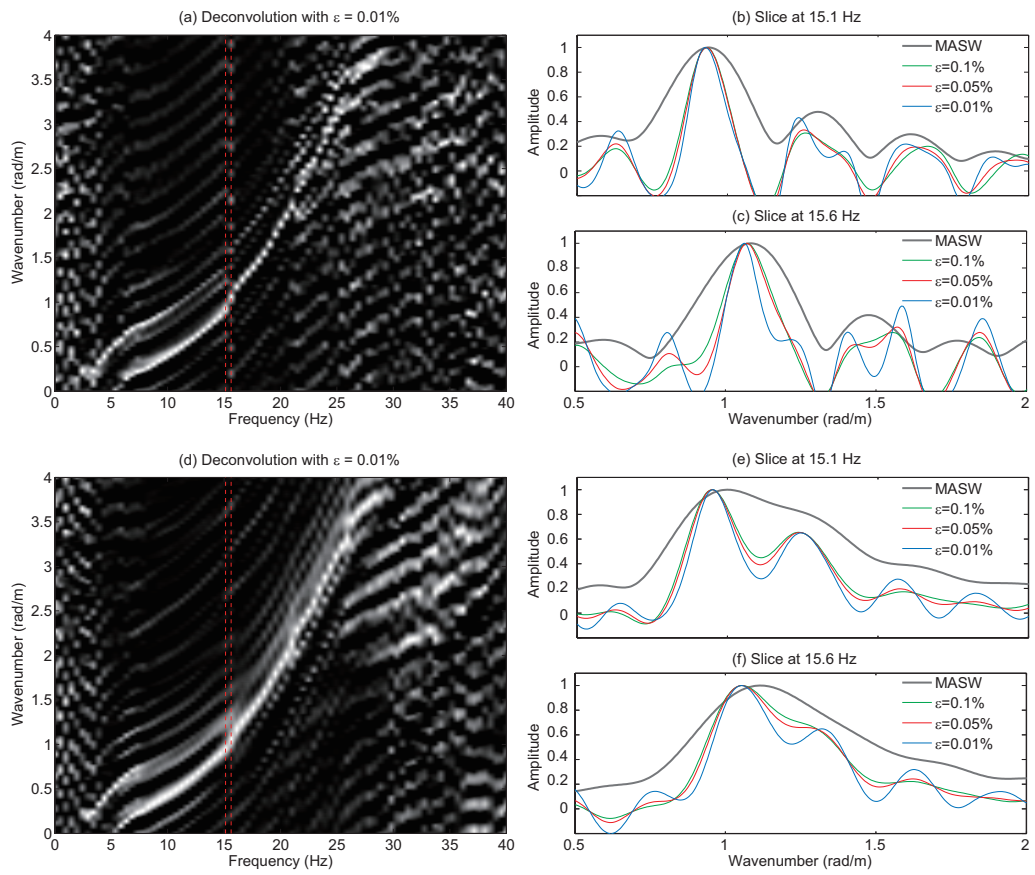 (a) Deconvolution with ε = 0.01%
4
3.5
3
2.5
2
1.5
1
0.5
0
Wavenumber (rad/m)
0 5 10 15 20 25 30 35 40
Frequency (Hz)
(b) Slice at 15.1 Hz
1
0.8
0.6
0.4
0.2
0
Amplitude
MASW
ε=0.1%
ε=0.05%
ε=0.01%
(c) Slice at 15.6 Hz
1
0.8
0.6
0.4
0.2
0
Amplitude
MASW
ε=0.1%
ε=0.05%
ε=0.01%
0.5 1 1.5 2
Wavenumber (rad/m)
(d) Deconvolution with ε = 0.01%
4
3.5
3
2.5
2
1.5
1
0.5
0
Wavenumber (rad/m)
0 5 10 15 20 25 30 35 40
Frequency (Hz)
(e) Slice at 15.1 Hz
1
0.8
0.6
0.4
0.2
0
Amplitude
MASW
ε=0.1%
ε=0.05%
ε=0.01%
(f) Slice at 15.6 Hz
1
0.8
0.6
0.4
0.2
0
Amplitude
MASW
ε=0.1%
ε=0.05%
ε=0.01%
0.5 1 1.5 2
Wavenumber (rad/m)